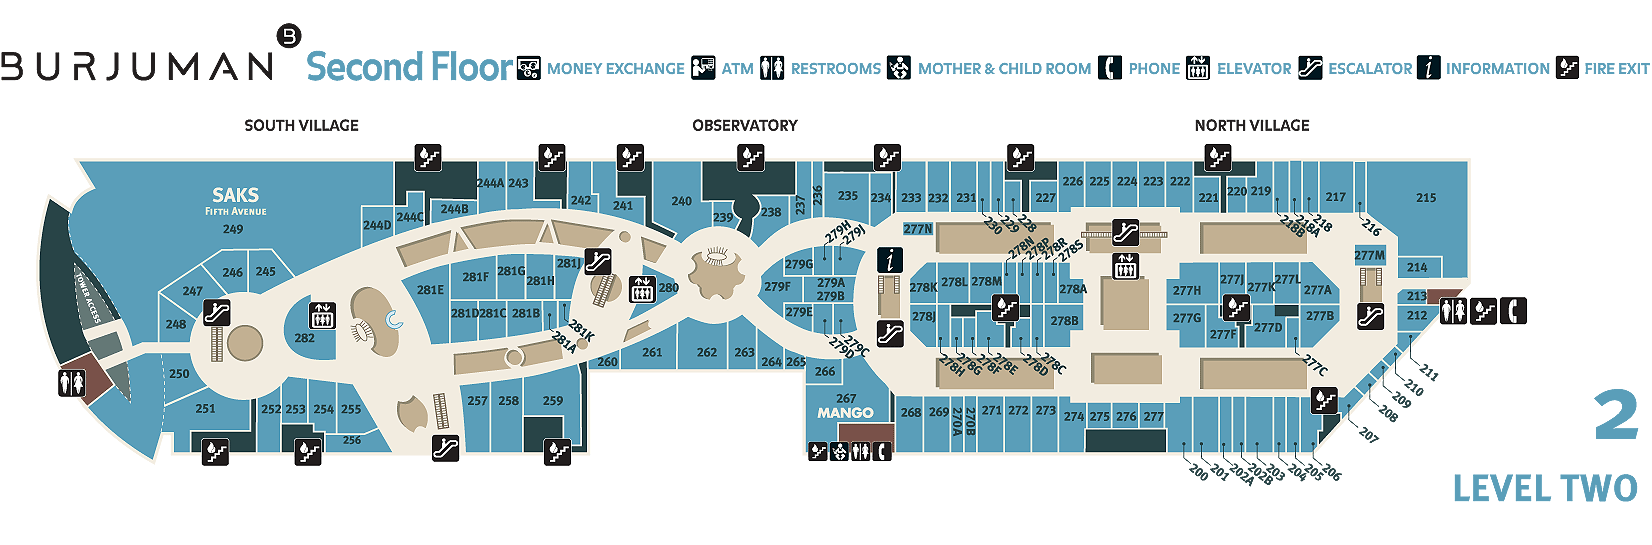 BURJUMAN B
Second Floor
MONEY EXCHANGE
ATM
RESTROOMS
MOTHER & CHILD ROOM
PHONE
ELEVATOR
ESCALATOR
INFORMATION
FIRE EXIT
SOUTH VILLAGE
OBSERVATORY
NORTH VILLAGE
SAKS
FIFTH AVENUE
249
244A
243
244B
244C
244D
242
241
240
239
238
237
236
235
234
233
232
231
230
229
228
227
226
225
224
223
222
221
220
219
218B
218A
218
217
216
215
246
245
247
248
TOWER ACCESS
250
251
252
253
254
255
256
282
281E
281F
281G
281H
281J
281D
281C
281B
281A
281K
280
257
258
259
260
261
262
263
264
265
266
267
MANGO
279H
279J
279G
279F
279A
279B
279E
279D
279C
277N
278N
278P
278R
278S
278K
278L
278M
278A
278J
278B
278H
278G
278F
278E
278D
278C
277H
277J
277K
277L
277A
277G
277F
277D
277B
277C
277M
214
213
212
211
210
209
208
207
268
269
270A
270B
271
272
273
274
275
276
277
200
201
202A
202B
203
204
205
206
2
LEVEL TWO